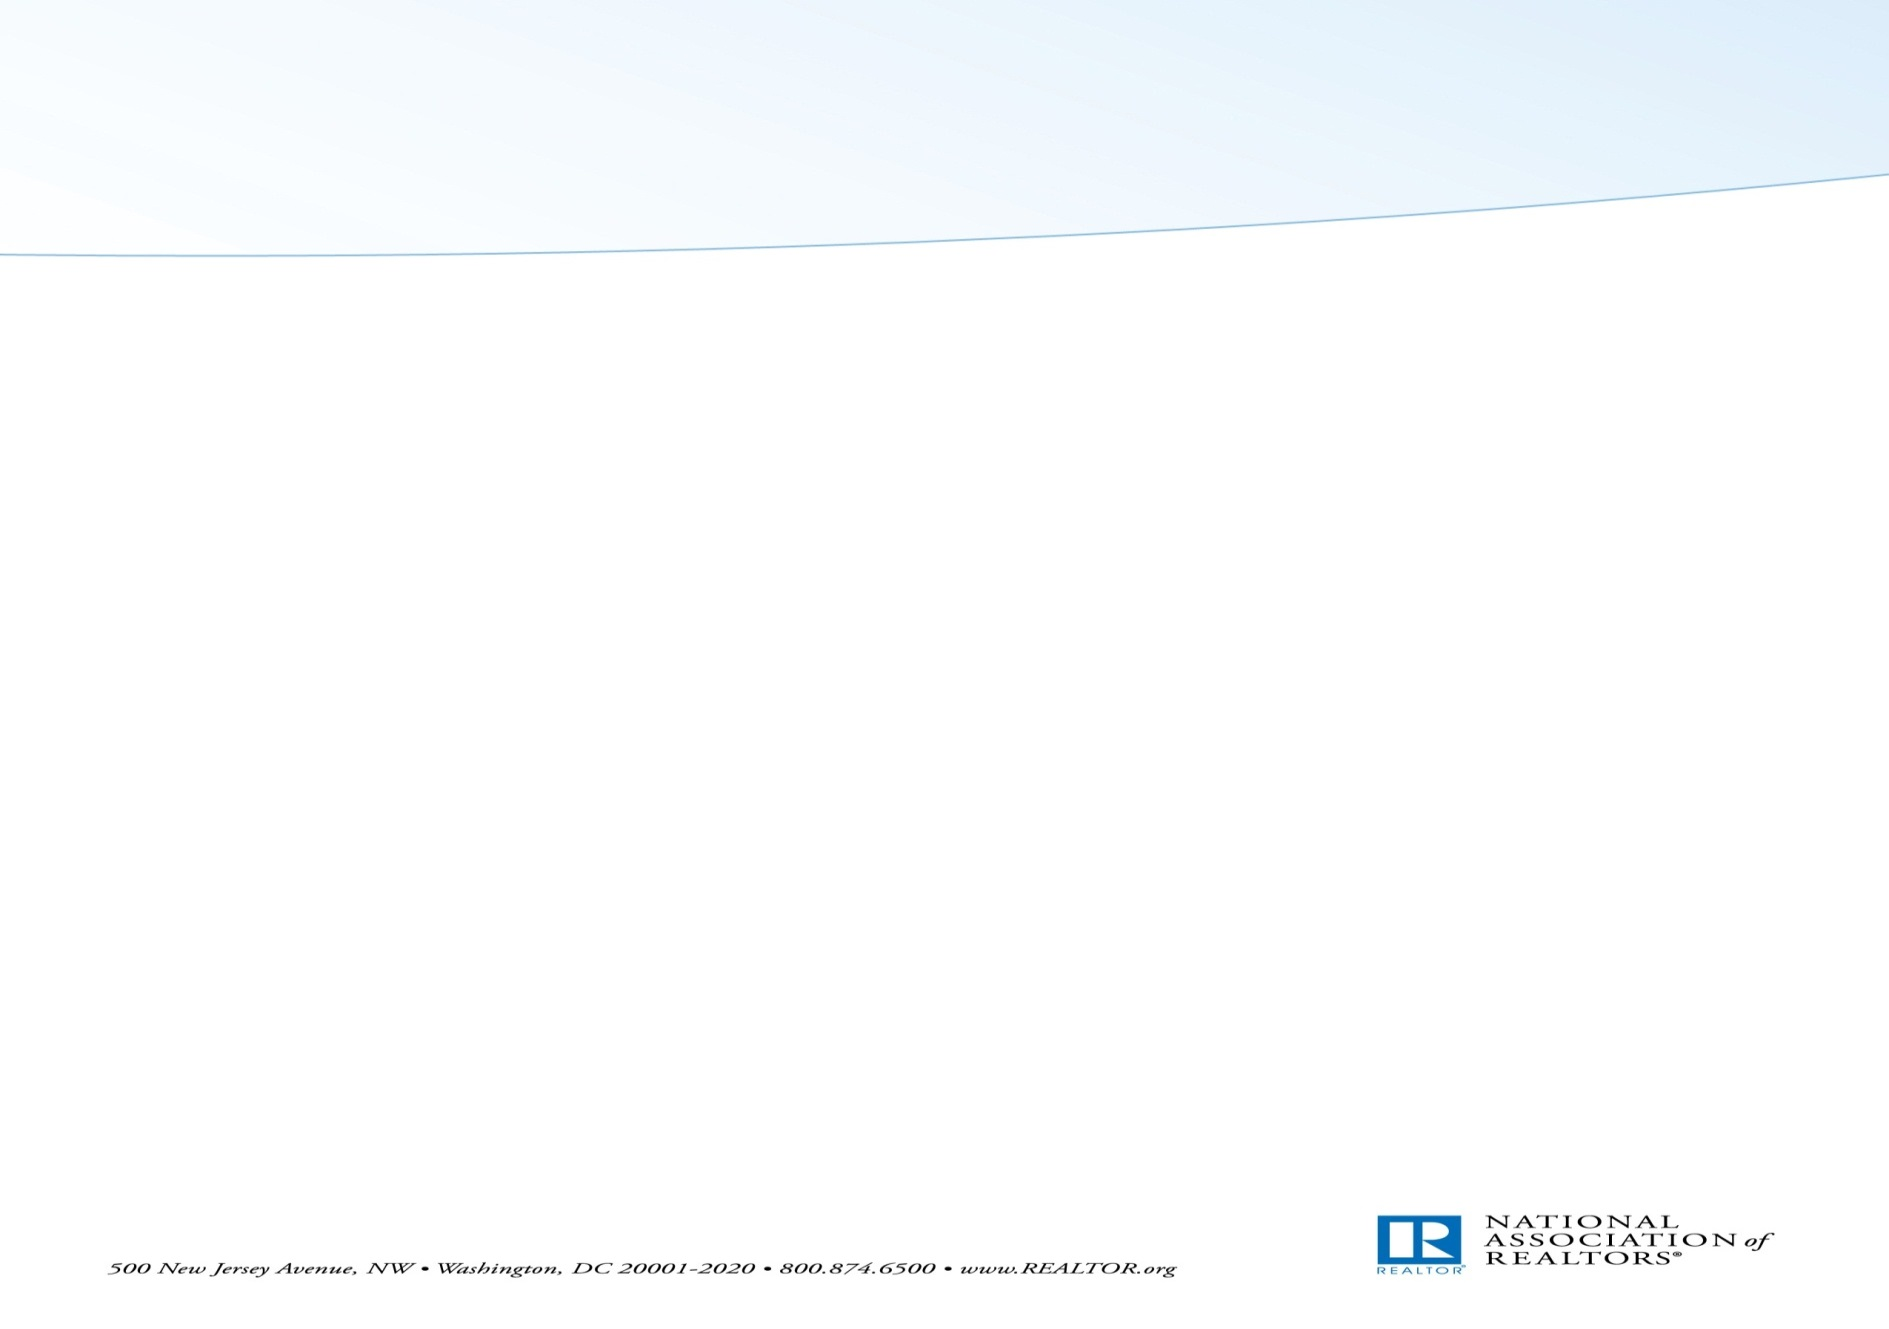 500 New Jersey Avenue, NW • Washington, DC 20001-2020 • 800.874.6500 • www.REALTOR.org
REALTOR®
NATIONAL
ASSOCIATION of
REALTORS®